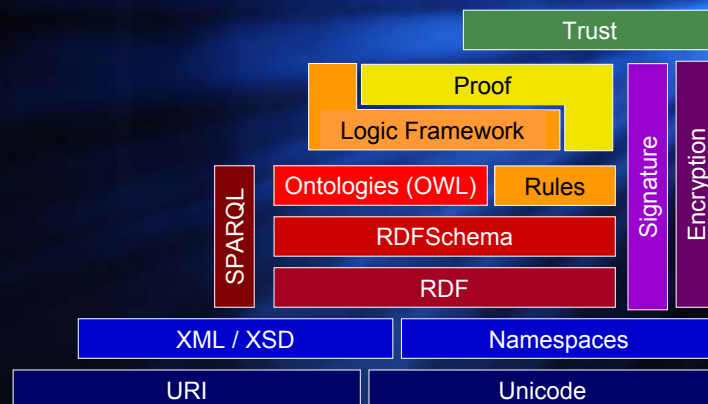 Trust
Proof
Logic Framework
Signature
Encryption
SPARQL
Ontologies (OWL)
Rules
RDFSchema
RDF
XML / XSD
Namespaces
URI
Unicode